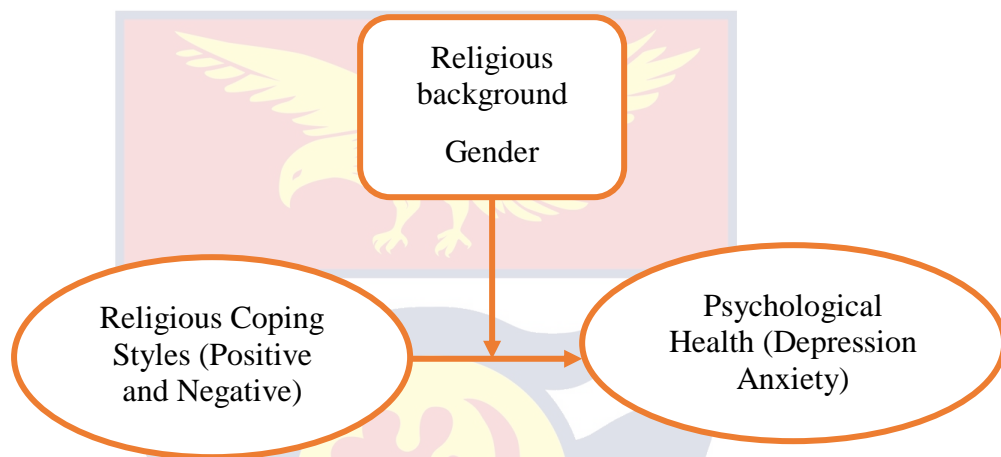 Religious
background
Gender
Religious Coping
Styles (Positive
and Negative)
Psychological
Health (Depression
Anxiety)